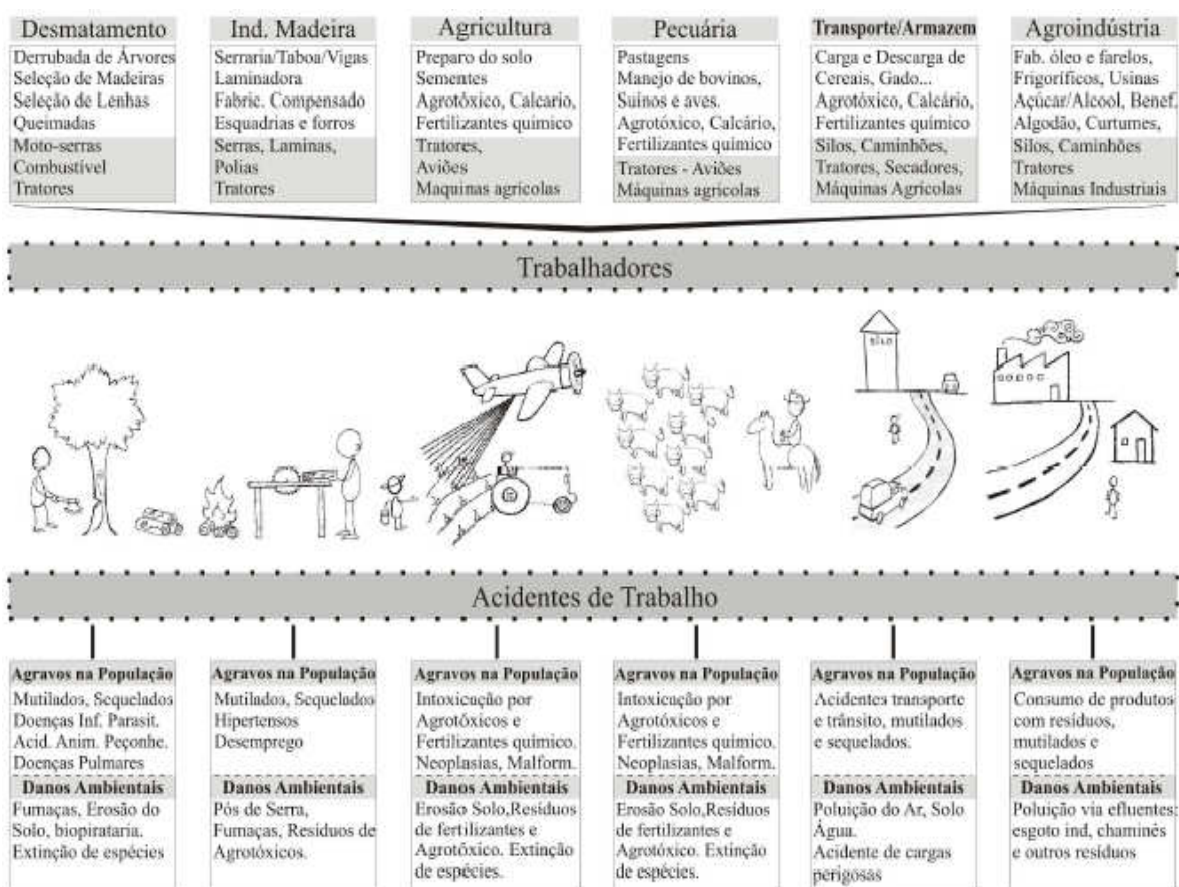 Desmatamento
Derrubada de Árvores
Seleção de Madeiras
Seleção de Lenhas
Queimadas
Moto-serras
Combustível
Tratores
Ind. Madeira
Serraria/Taboa/Vigas
Laminadora
Fabric. Compensado
Esquadrias e forros
Serras, Laminas,
Polias
Tratores
Agricultura
Preparo do solo
Sementes
Agrotóxico, Calcário,
Fertilizantes quimico
Tratores,
Aviões
Maquinas agrícolas
Pecuária
Pastagens
Manejo de bovinos,
Suinos e aves.
Agrotóxico, Calcário,
Fertilizantes químico
Tratores - Aviões
Máquinas agricolas
Transporte/Armazem
Carga e Descarga de
Cereais, Gado...
Agrotóxico, Calcário,
Fertilizantes químico
Silos, Caminhões,
Tratores, Secadores,
Máquinas Agrícolas
Agroindústria
Fab. óleo e farelos,
Frigoríficos, Usinas
Açúcar/Alcool, Benef.
Algodão, Curtumes,
Silos, Caminhões
Tratores
Máquinas Industriais
Trabalhadores
SILO
Acidentes de Trabalho
Agravos na População
Mutilados, Sequelados
Doenças Inf. Parasit.
Acid. Anim. Peçonhe.
Doenças Pulmares
Danos Ambientais
Fumaças, Erosão do
Solo, biopirataria.
Extinção de espécies
Agravos na População
Mutilados, Sequelados
Hipertensos
Desemprego
Danos Ambientais
Pós de Serra,
Fumaças, Resíduos de
Agrotóxicos.
Agravos na População
Intoxicação por
Agrotóxicos e
Fertilizantes químico.
Neoplasias, Malform.
Danos Ambientais
Erosão Solo,Resíduos
de fertilizantes e
Agrotóxico. Extinção
de espécies.
Agravos na População
Intoxicação por
Agrotóxicos e
Fertilizantes químico.
Neoplasias, Malform.
Danos Ambientais
Erosão Solo,Resíduos
de fertilizantes e
Agrotóxico. Extinção
de espécies.
Agravos na População
Acidentes transporte
e trânsito, mutilados
e sequelados.
Danos Ambientais
Poluição do Ar, Solo
Água.
Acidente de cargas
perigosas
Agravos na População
Consumo de produtos
com resíduos,
mutilados e
sequelados
Danos Ambientais
Poluição via efluentes:
esgoto ind, chaminés
e outros resíduos